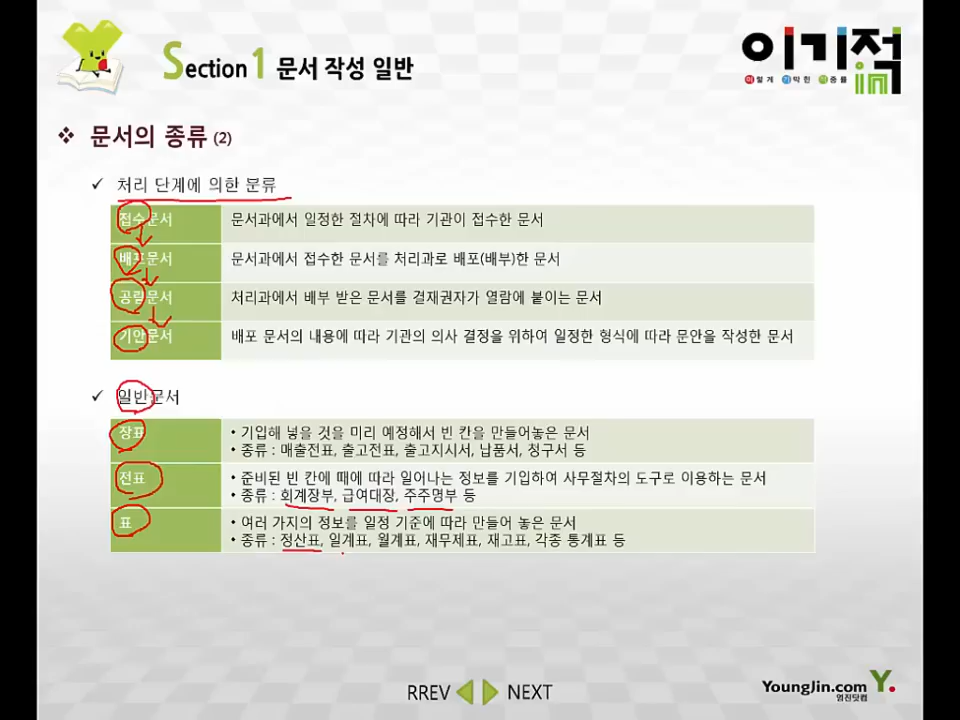 Section 1 문서 작성 일반
이기적in
이렇게 기막힌 적중률
❖ 문서의 종류 (2)
✓ 처리 단계에 의한 분류
접수문서 문서과에서 일정한 절차에 따라 기관이 접수한 문서
배포문서 문서과에서 접수한 문서를 처리과로 배포(배부)한 문서
공람문서 처리과에서 배부 받은 문서를 결재권자가 열람에 붙이는 문서
기안문서 배포 문서의 내용에 따라 기관의 의사 결정을 위하여 일정한 형식에 따라 문안을 작성한 문서
✓ 일반문서
장표 • 기입해 넣을 것을 미리 예정해서 빈 칸을 만들어놓은 문서
• 종류 : 매출전표, 출고전표, 출고지시서, 납품서, 청구서 등
전표 • 준비된 빈 칸에 때에 따라 일어나는 정보를 기입하여 사무절차의 도구로 이용하는 문서
• 종류 : 회계장부, 급여대장, 주주명부 등
표 • 여러 가지의 정보를 일정 기준에 따라 만들어 놓은 문서
• 종류 : 정산표, 일계표, 월계표, 재무제표, 재고표, 각종 통계표 등
RREV NEXT
YoungJin.com Y.
영진닷컴